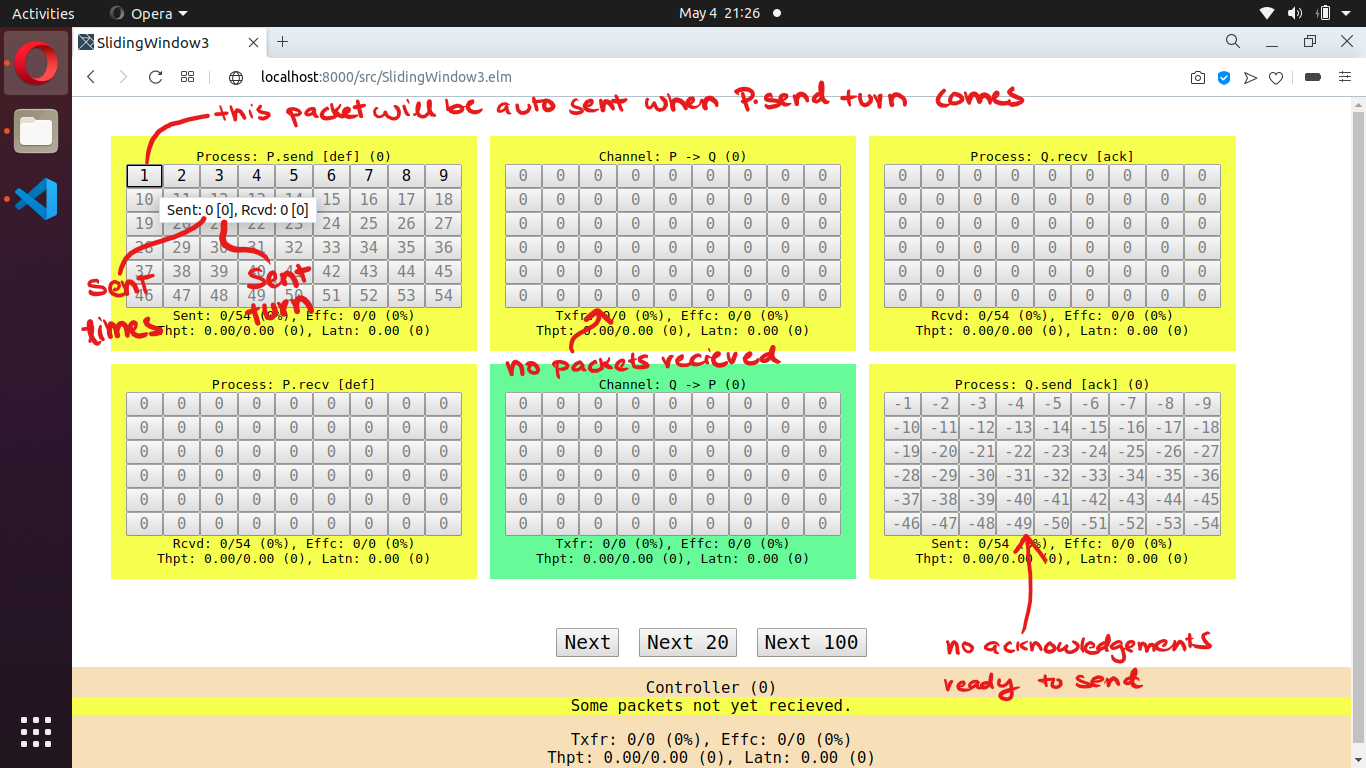 Activities Opera May 4 21:26
SlidingWindow3
localhost:8000/src/SlidingWindow3.elm
this packet will be auto sent when P.send turn comes
Process: P.send [def] (0)
1 2 3 4 5 6 7 8 9
10 11 12 13 14 15 16 17 18
Sent: 0 [0], Rcvd: 0 [0]
19 20 21 22 23 24 25 26 27
28 29 30 31 32 33 34 35 36
37 38 39 40 41 42 43 44 45
46 47 48 49 50 51 52 53 54
Sent: 0/54 (0%), Effc: 0/0 (0%)
Thpt: 0.00/0.00 (0), Latn: 0.00 (0)
sent
times
sent
turn
Channel: P -> Q (0)
0 0 0 0 0 0 0 0 0
0 0 0 0 0 0 0 0 0
0 0 0 0 0 0 0 0 0
0 0 0 0 0 0 0 0 0
0 0 0 0 0 0 0 0 0
0 0 0 0 0 0 0 0 0
Txfr: 0/0 (0%), Effc: 0/0 (0%)
Thpt: 0.00/0.00 (0), Latn: 0.00 (0)
no packets recieved
Process: Q.recv [ack]
0 0 0 0 0 0 0 0 0
0 0 0 0 0 0 0 0 0
0 0 0 0 0 0 0 0 0
0 0 0 0 0 0 0 0 0
0 0 0 0 0 0 0 0 0
0 0 0 0 0 0 0 0 0
Rcvd: 0/54 (0%), Effc: 0/0 (0%)
Thpt: 0.00/0.00 (0), Latn: 0.00 (0)
Process: P.recv [def]
0 0 0 0 0 0 0 0 0
0 0 0 0 0 0 0 0 0
0 0 0 0 0 0 0 0 0
0 0 0 0 0 0 0 0 0
0 0 0 0 0 0 0 0 0
0 0 0 0 0 0 0 0 0
Rcvd: 0/54 (0%), Effc: 0/0 (0%)
Thpt: 0.00/0.00 (0), Latn: 0.00 (0)
Channel: Q -> P (0)
0 0 0 0 0 0 0 0 0
0 0 0 0 0 0 0 0 0
0 0 0 0 0 0 0 0 0
0 0 0 0 0 0 0 0 0
0 0 0 0 0 0 0 0 0
0 0 0 0 0 0 0 0 0
Txfr: 0/0 (0%), Effc: 0/0 (0%)
Thpt: 0.00/0.00 (0), Latn: 0.00 (0)
Process: Q.send [ack] (0)
-1 -2 -3 -4 -5 -6 -7 -8 -9
-10 -11 -12 -13 -14 -15 -16 -17 -18
-19 -20 -21 -22 -23 -24 -25 -26 -27
-28 -29 -30 -31 -32 -33 -34 -35 -36
-37 -38 -39 -40 -41 -42 -43 -44 -45
-46 -47 -48 -49 -50 -51 -52 -53 -54
Sent: 0/54 (0%), Effc: 0/0 (0%)
Thpt: 0.00/0.00 (0), Latn: 0.00 (0)
no acknowledgements
ready to send
Next Next 20 Next 100
Controller (0)
Some packets not yet recieved.
Txfr: 0/0 (0%), Effc: 0/0 (0%)
Thpt: 0.00/0.00 (0), Latn: 0.00 (0)